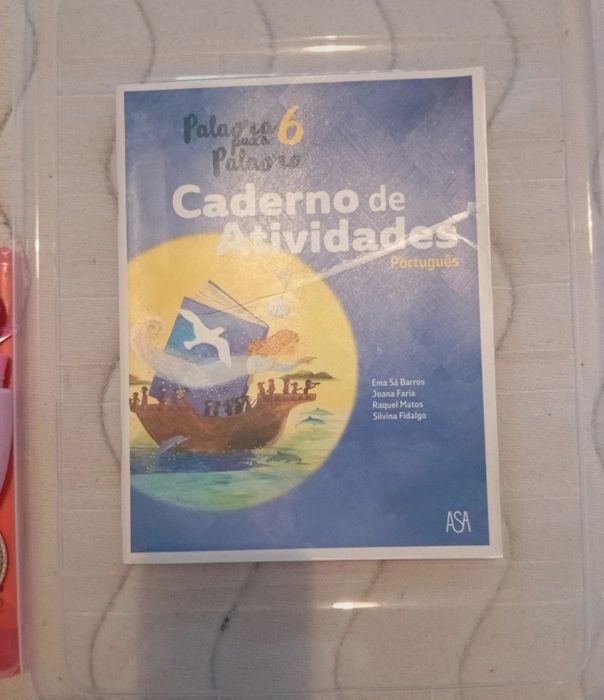 Palavra 6
puxa
Palavra
Caderno de
Atividades
Português
Ema Sá Barros
Joana Faria
Raquel Matos
Silvina Fidalgo
ASA